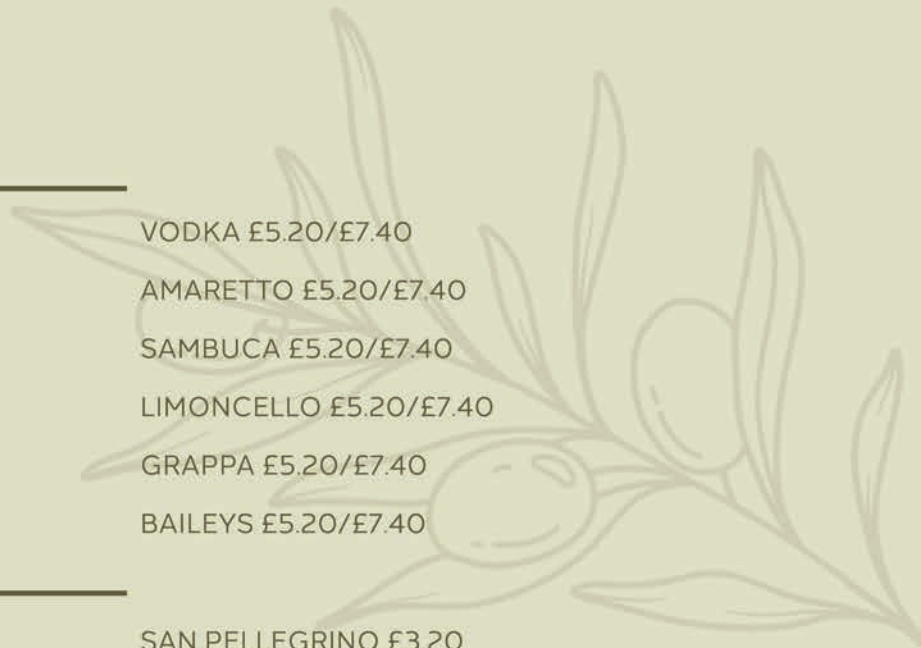 VODKA £5.20/£7.40
AMARETTO £5.20/£7.40
SAMBUCA £5.20/£7.40
LIMONCELLO £5.20/£7.40
GRAPPA £5.20/£7.40
BAILEYS £5.20/£7.40
SAN PELLEGRINO £3.20